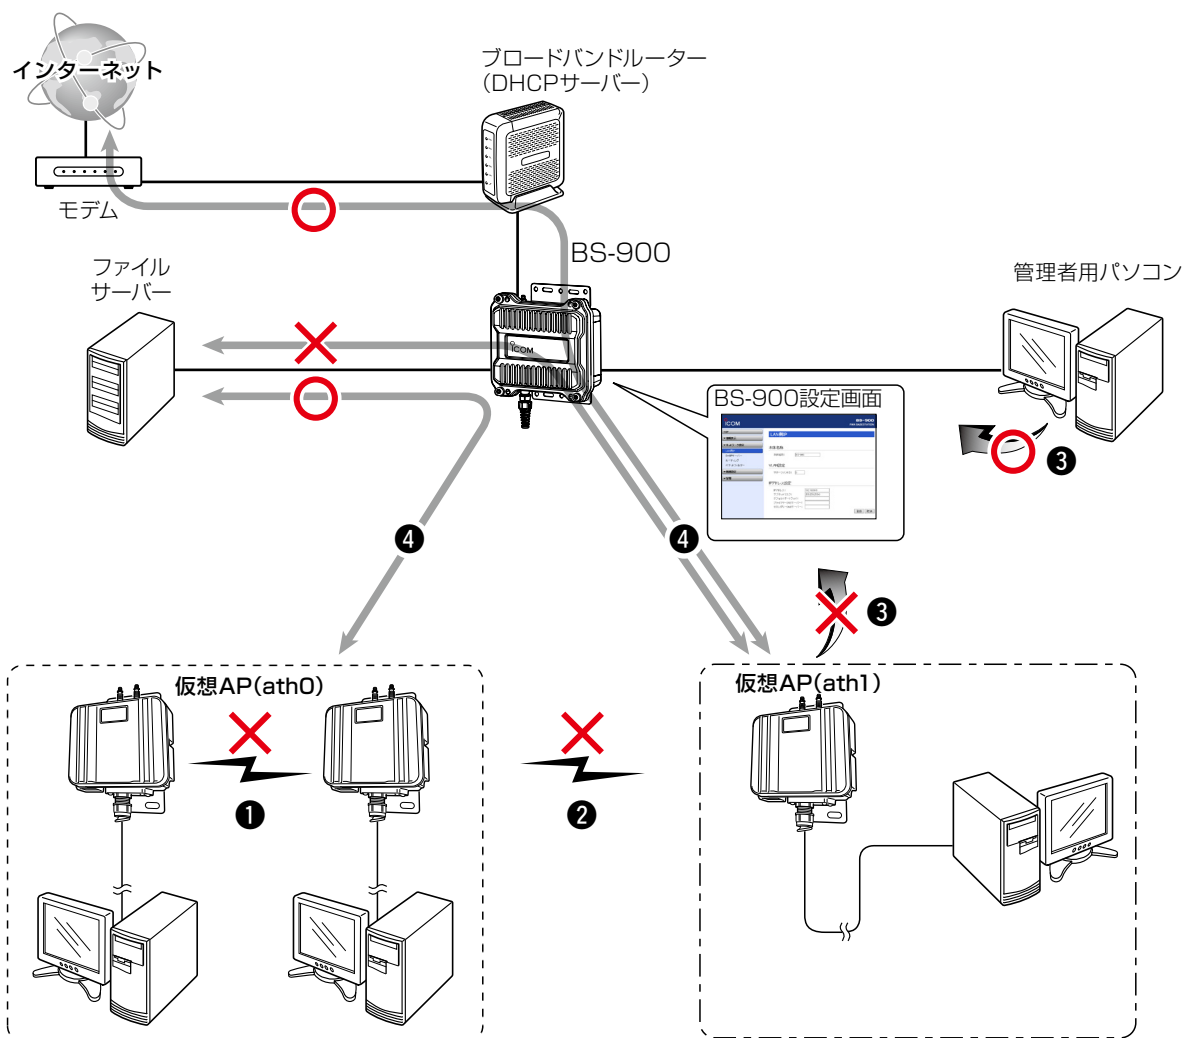 インターネット
ブロードバンドルーター
(DHCPサーバー)
モデム
BS-900
ファイル
サーバー
管理者用パソコン
ICOM
BS-900設定画面
ICOM
BS-900
❸
❹
❹
❸
仮想AP(ath0)
仮想AP(ath1)
❶
❷